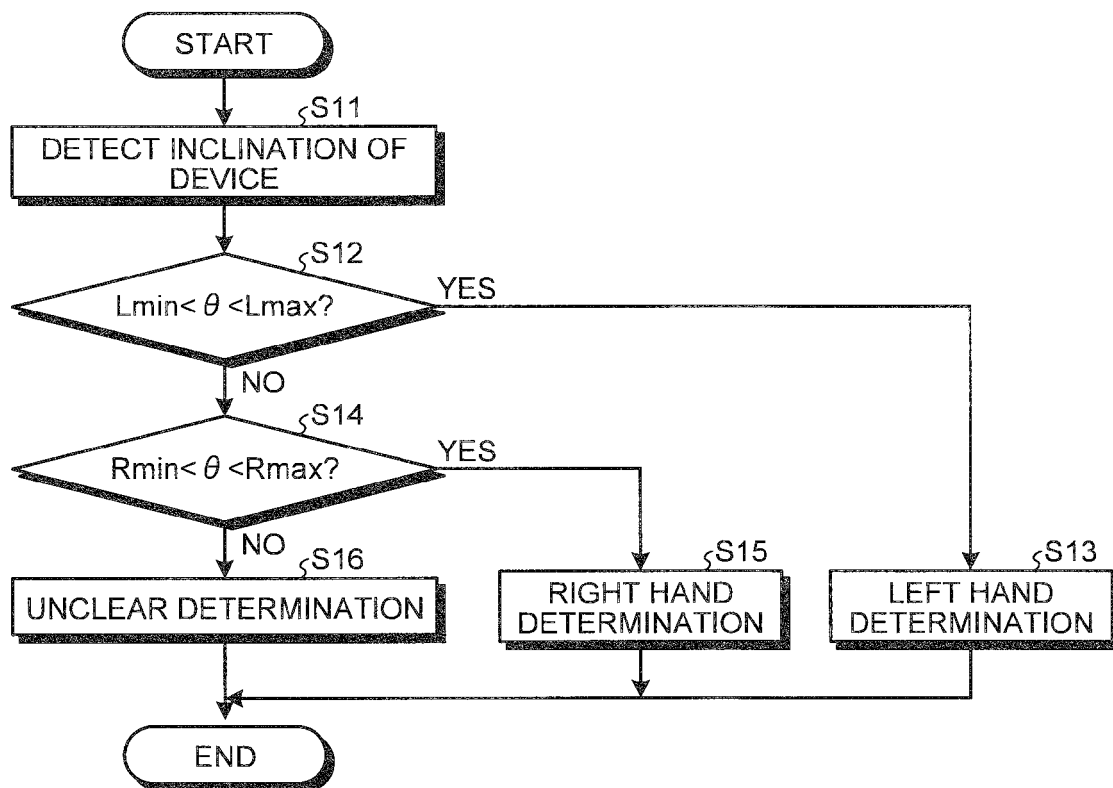 START
S11
DETECT INCLINATION OF
DEVICE
S12
Lmin< θ <Lmax?
YES
NO
S14
Rmin< θ <Rmax?
YES
NO
S16
UNCLEAR DETERMINATION
S15
RIGHT HAND
DETERMINATION
S13
LEFT HAND
DETERMINATION
END